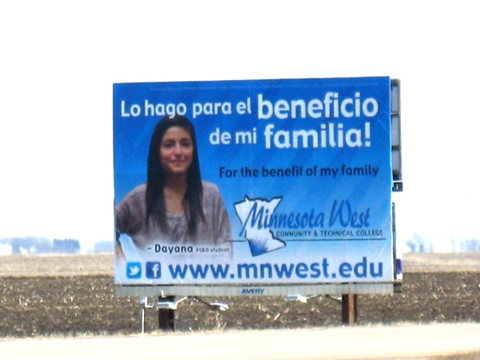 Lo hago para el beneficio
de mi familia!
For the benefit of my family
Minnesota West
COMMUNITY & TECHNICAL COLLEGE
- Dayana PSEO student
www.mnwest.edu
AVERY